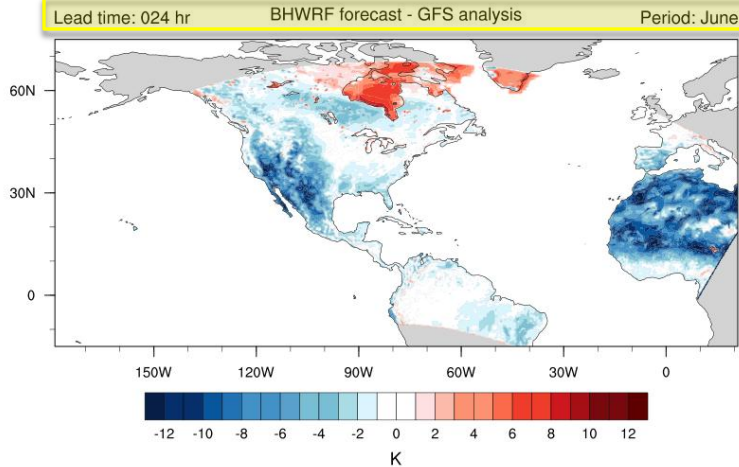 Lead time: 024 hr BHWRF forecast - GFS analysis Period: June
60N
30N
0
150W 120W 90W 60W 30W 0
-12 -10 -8 -6 -4 -2 0 2 4 6 8 10 12
K